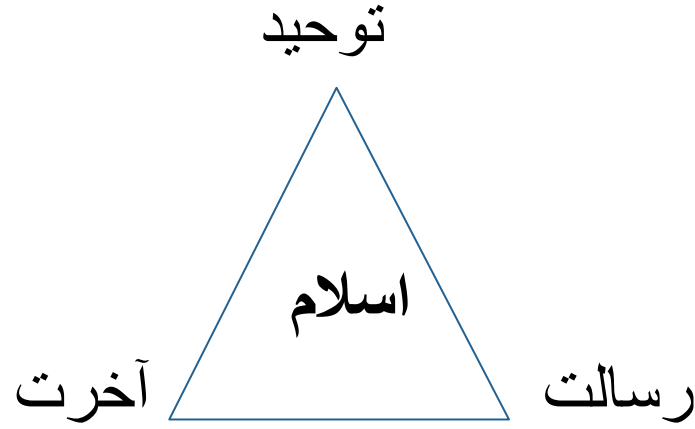 توحید
اسلام
رسالت
آخرت